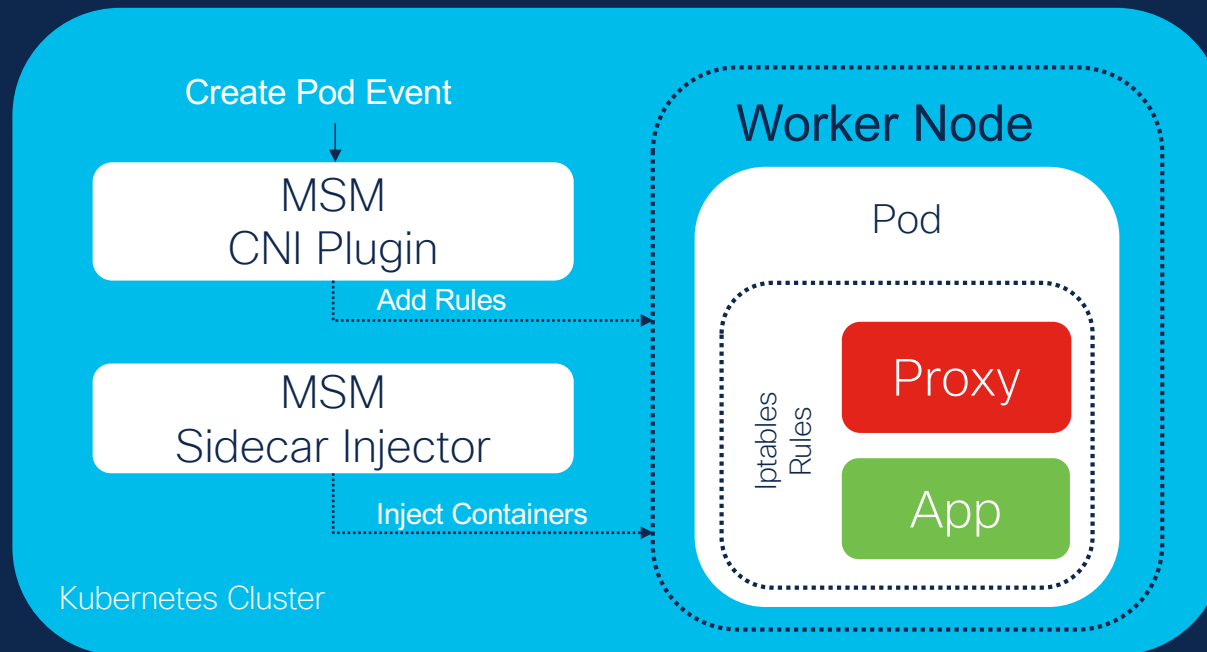 Create Pod Event
MSM
CNI Plugin
Add Rules
MSM
Sidecar Injector
Inject Containers
Kubernetes Cluster
Worker Node
Pod
Iptables
Rules
Proxy
App